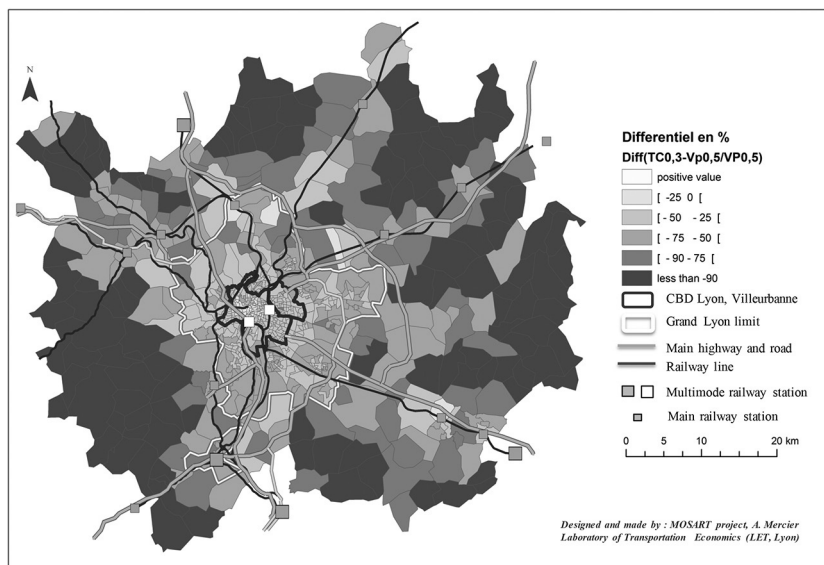 N
Differentiel en %
Diff(TC0,3-Vp0,5/VP0,5)
positive value
[ -25 0 [
[ - 50 - 25 [
[ - 75 - 50 [
[ - 90 - 75 [
less than -90
CBD Lyon, Villeurbanne
Grand Lyon limit
Main highway and road
Railway line
Multimode railway station
Main railway station
0 5 10 20 km
Designed and made by : MOSART project, A. Mercier
Laboratory of Transportation Economics (LET, Lyon)